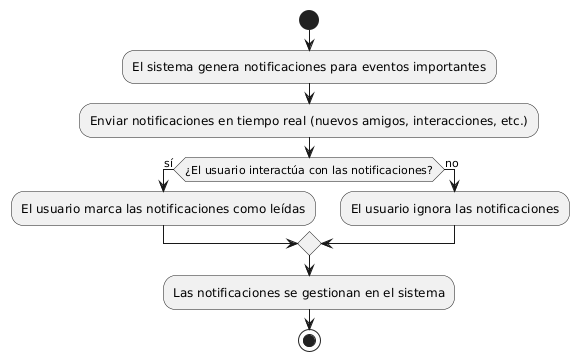 El sistema genera notificaciones para eventos importantes
Enviar notificaciones en tiempo real (nuevos amigos, interacciones, etc.)
sí
¿El usuario interactúa con las notificaciones?
no
El usuario marca las notificaciones como leídas
El usuario ignora las notificaciones
Las notificaciones se gestionan en el sistema